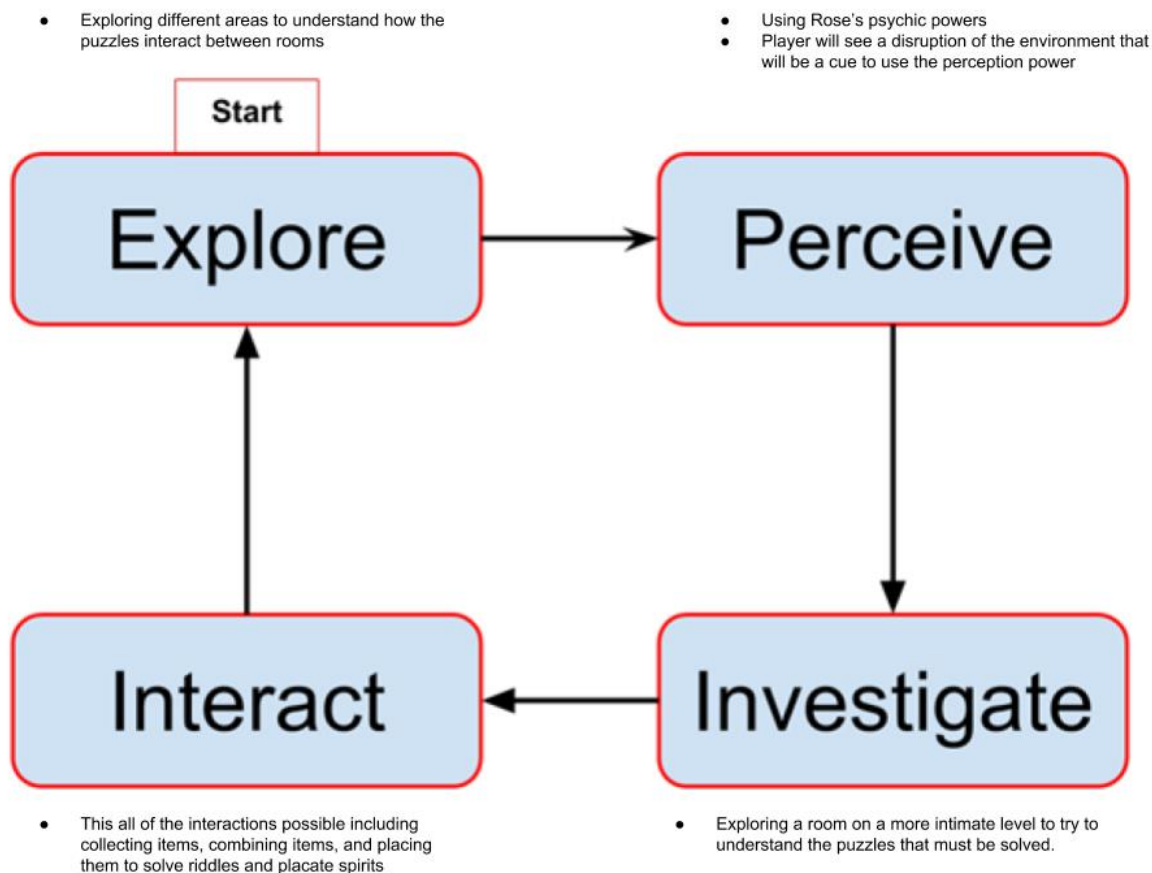 ● Exploring different areas to understand how the
puzzles interact between rooms
● Using Rose's psychic powers
● Player will see a disruption of the environment that
will be a cue to use the perception power
Start
Explore
Perceive
Interact
Investigate
● This all of the interactions possible including
collecting items, combining items, and placing
them to solve riddles and placate spirits
● Exploring a room on a more intimate level to try to
understand the puzzles that must be solved.